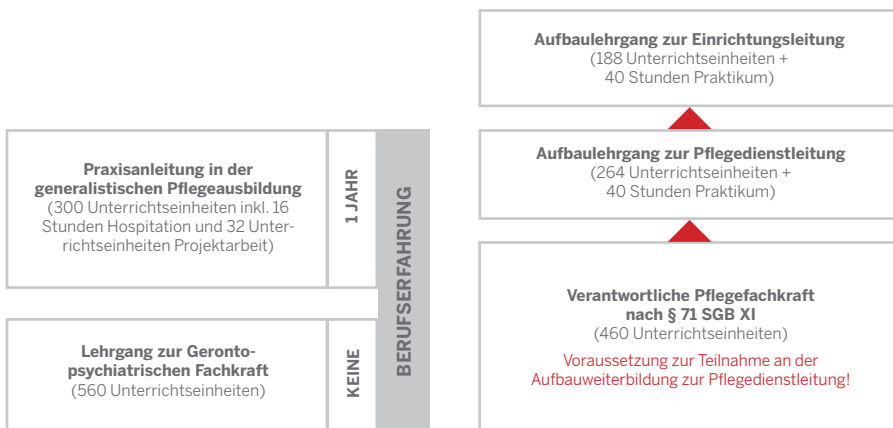 Praxisanleitung in der
generalistischen Pflegeausbildung
(300 Unterrichtseinheiten inkl. 16
Stunden Hospitation und 32 Unter-
richtseinheiten Projektarbeit)
1 JAHR
Lehrgang zur Geronto-
psychiatrischen Fachkraft
(560 Unterrichtseinheiten)
KEINE
BERUFSERFAHRUNG
Aufbaulehrgang zur Einrichtungsleitung
(188 Unterrichtseinheiten +
40 Stunden Praktikum)
Aufbaulehrgang zur Pflegedienstleitung
(264 Unterrichtseinheiten +
40 Stunden Praktikum)
Verantwortliche Pflegefachkraft
nach § 71 SGB XI
(460 Unterrichtseinheiten)
Voraussetzung zur Teilnahme an der
Aufbauweiterbildung zur Pflegedienstleitung!